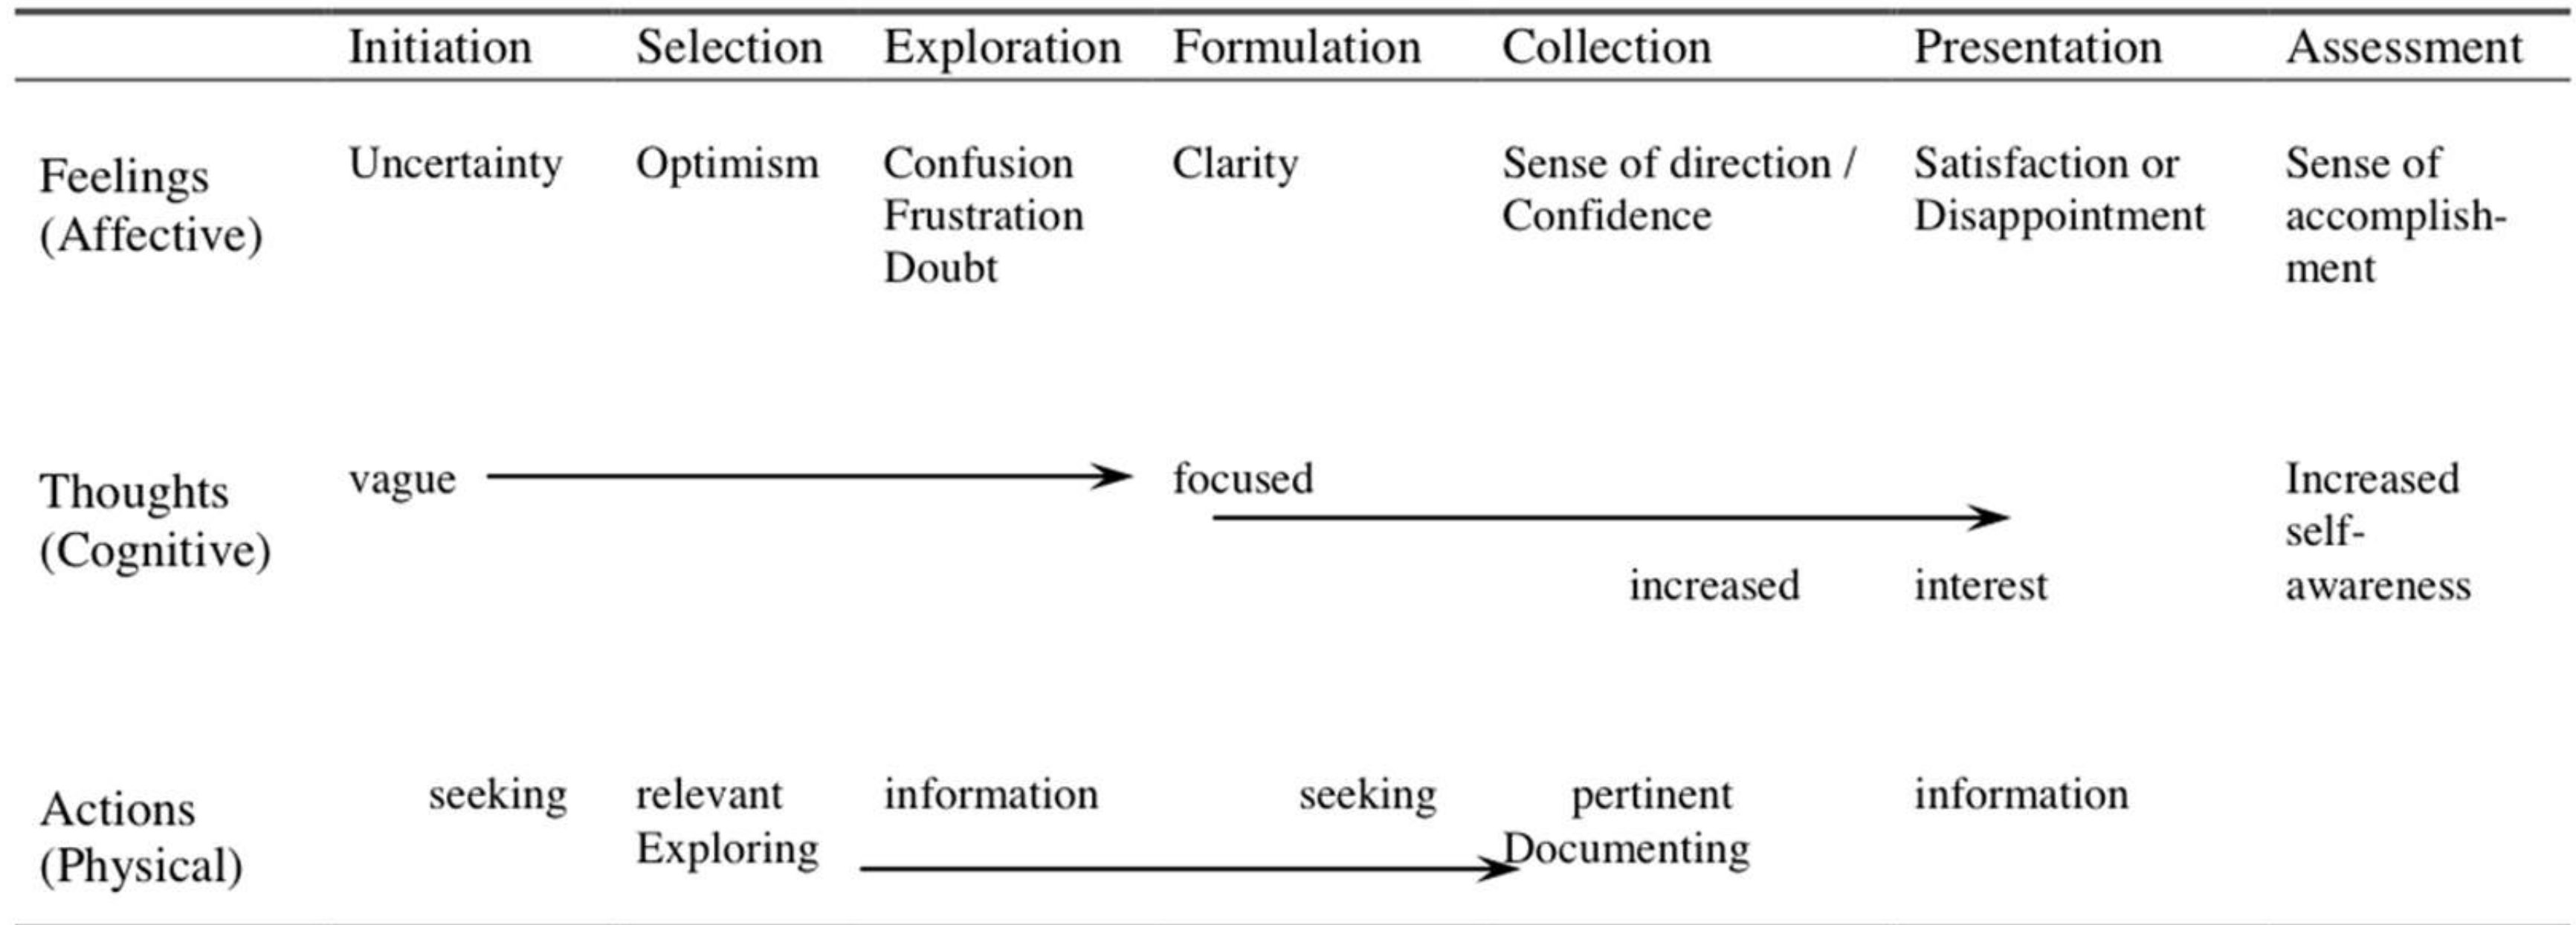 Initiation Selection Exploration Formulation Collection Presentation Assessment
Feelings
(Affective)
Uncertainty
Optimism
Confusion
Frustration
Doubt
Clarity
Sense of direction /
Confidence
Satisfaction or
Disappointment
Sense of
accomplish-
ment
Thoughts
(Cognitive)
vague
focused
increased interest
Increased
self-
awareness
Actions
(Physical)
seeking relevant information seeking pertinent information
Exploring Documenting